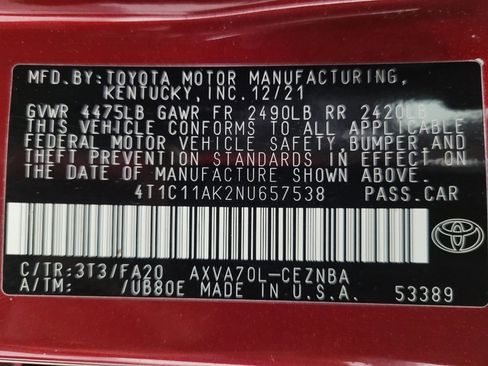 MFD.BY:TOYOTA MOTOR MANUFACTURING,
KENTUCKY, INC. 12/21
GVWR 4475LB GAWR FR 2490LB RR 2420LB
THIS VEHICLE CONFORMS TO ALL APPLICABLE
FEDERAL MOTOR VEHICLE SAFETY,BUMPER,AND
THEFT PREVENTION STANDARDS IN EFFECT ON
THE DATE OF MANUFACTURE SHOWN ABOVE.
4T1C11AK2NU657538 PASS.CAR
C/TR:3T3/FA20 AXVA70L-CEZNBA
A/TM: /UB80E MADE IN U.S.A. 53389